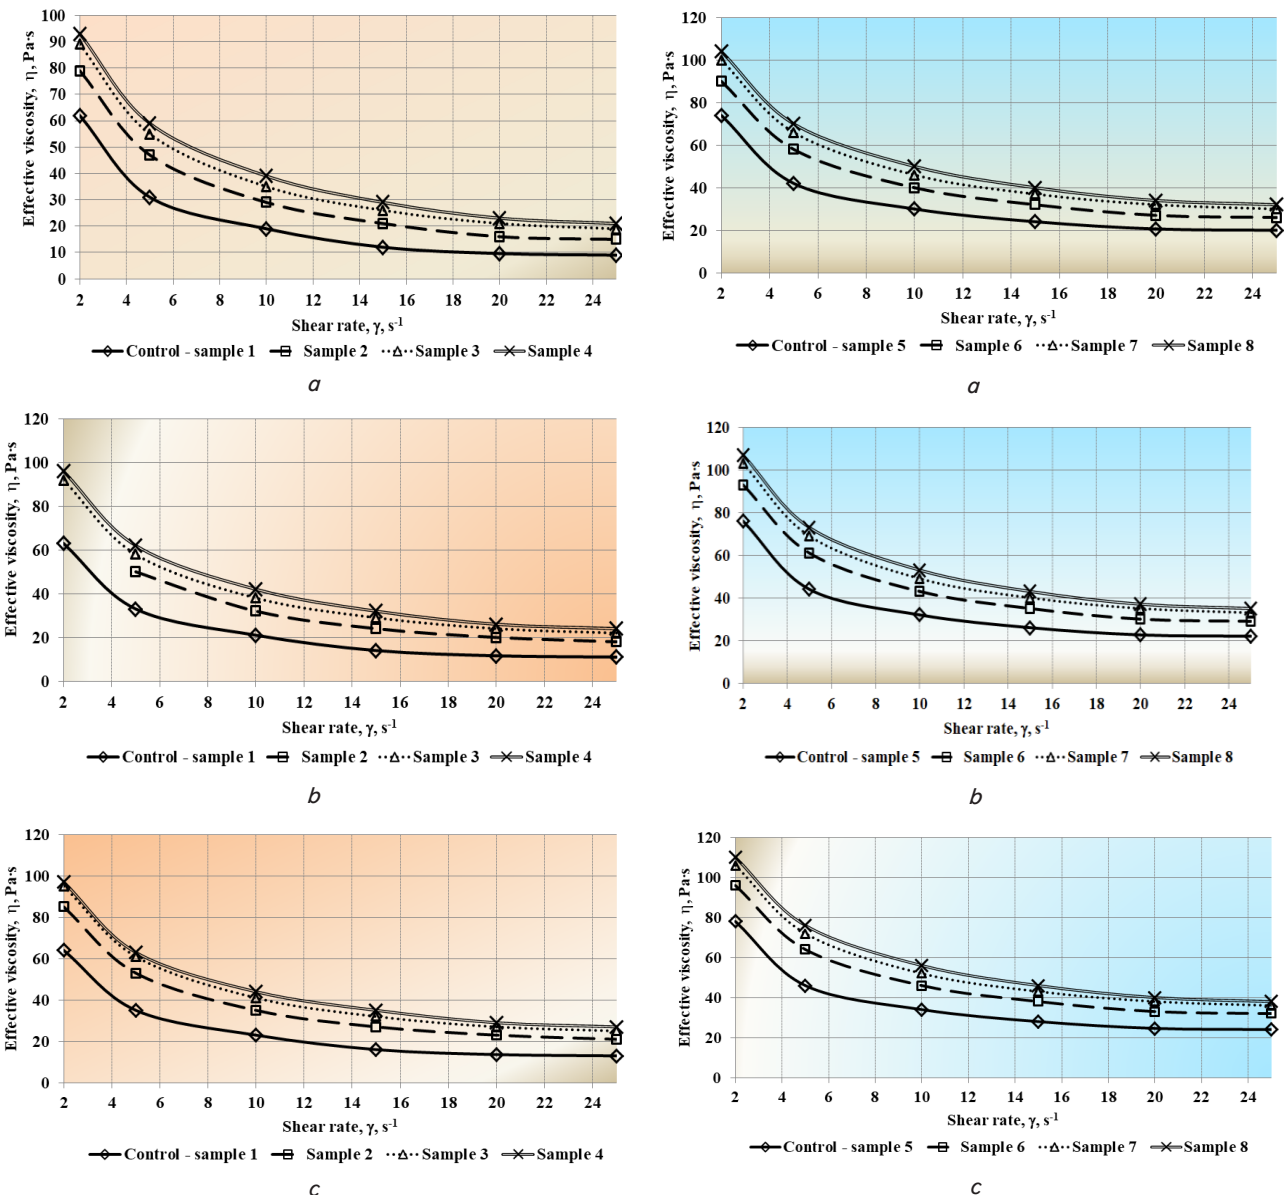 100
90
80
70
60
50
40
30
20
10
0
Effective viscosity, η, Pa·s
2 4 6 8 10 12 14 16 18 20 22 24
Shear rate, γ, s-1
Control - sample 1 Sample 2 Sample 3 Sample 4
a
120
100
80
60
40
20
0
Effective viscosity, η, Pa·s
2 4 6 8 10 12 14 16 18 20 22 24
Shear rate, γ, s-1
Control - sample 5 Sample 6 Sample 7 Sample 8
a
120
100
80
60
40
20
0
Effective viscosity, η, Pa·s
2 4 6 8 10 12 14 16 18 20 22 24
Shear rate, γ, s-1
Control - sample 1 Sample 2 Sample 3 Sample 4
b
120
100
80
60
40
20
0
Effective viscosity, η, Pa·s
2 4 6 8 10 12 14 16 18 20 22 24
Shear rate, γ, s-1
Control - sample 5 Sample 6 Sample 7 Sample 8
b
120
100
80
60
40
20
0
Effective viscosity, η, Pa·s
2 4 6 8 10 12 14 16 18 20 22 24
Shear rate, γ, s-1
Control - sample 1 Sample 2 Sample 3 Sample 4
c
120
100
80
60
40
20
0
Effective viscosity, η, Pa·s
2 4 6 8 10 12 14 16 18 20 22 24
Shear rate, γ, s-1
Control - sample 5 Sample 6 Sample 7 Sample 8
c